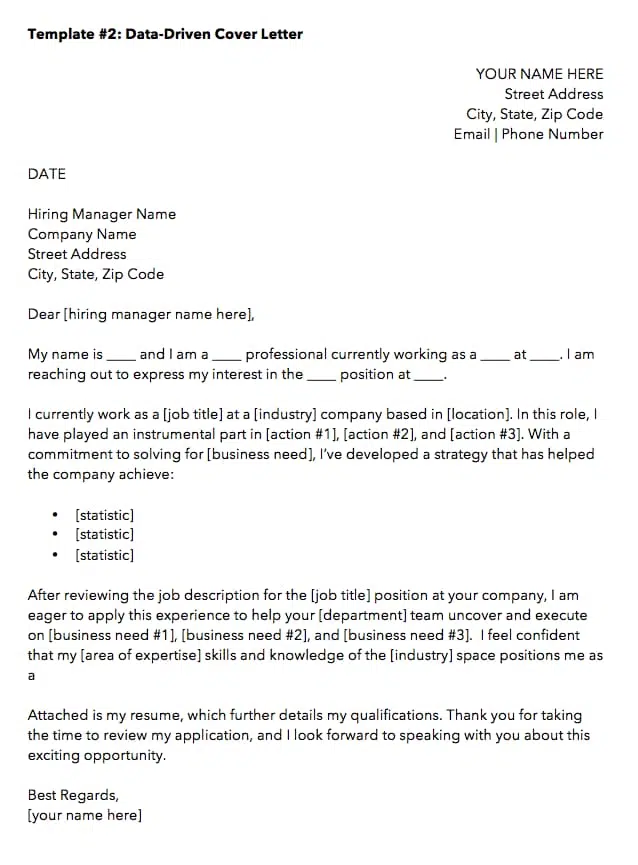 Template #2: Data-Driven Cover Letter
YOUR NAME HERE
Street Address
City, State, Zip Code
Email | Phone Number
DATE
Hiring Manager Name
Company Name
Street Address
City, State, Zip Code
Dear [hiring manager name here],
My name is ____ and I am a ____ professional currently working as a ____ at ____. I am
reaching out to express my interest in the ____ position at ____.
I currently work as a [job title] at a [industry] company based in [location]. In this role, I
have played an instrumental part in [action #1], [action #2], and [action #3]. With a
commitment to solving for [business need], I've developed a strategy that has helped
the company achieve:
• [statistic]
• [statistic]
• [statistic]
After reviewing the job description for the [job title] position at your company, I am
eager to apply this experience to help your [department] team uncover and execute
on [business need #1], [business need #2], and [business need #3].  I feel confident
that my [area of expertise] skills and knowledge of the [industry] space positions me as
a
Attached is my resume, which further details my qualifications. Thank you for taking
the time to review my application, and I look forward to speaking with you about this
exciting opportunity.
Best Regards,
[your name here]